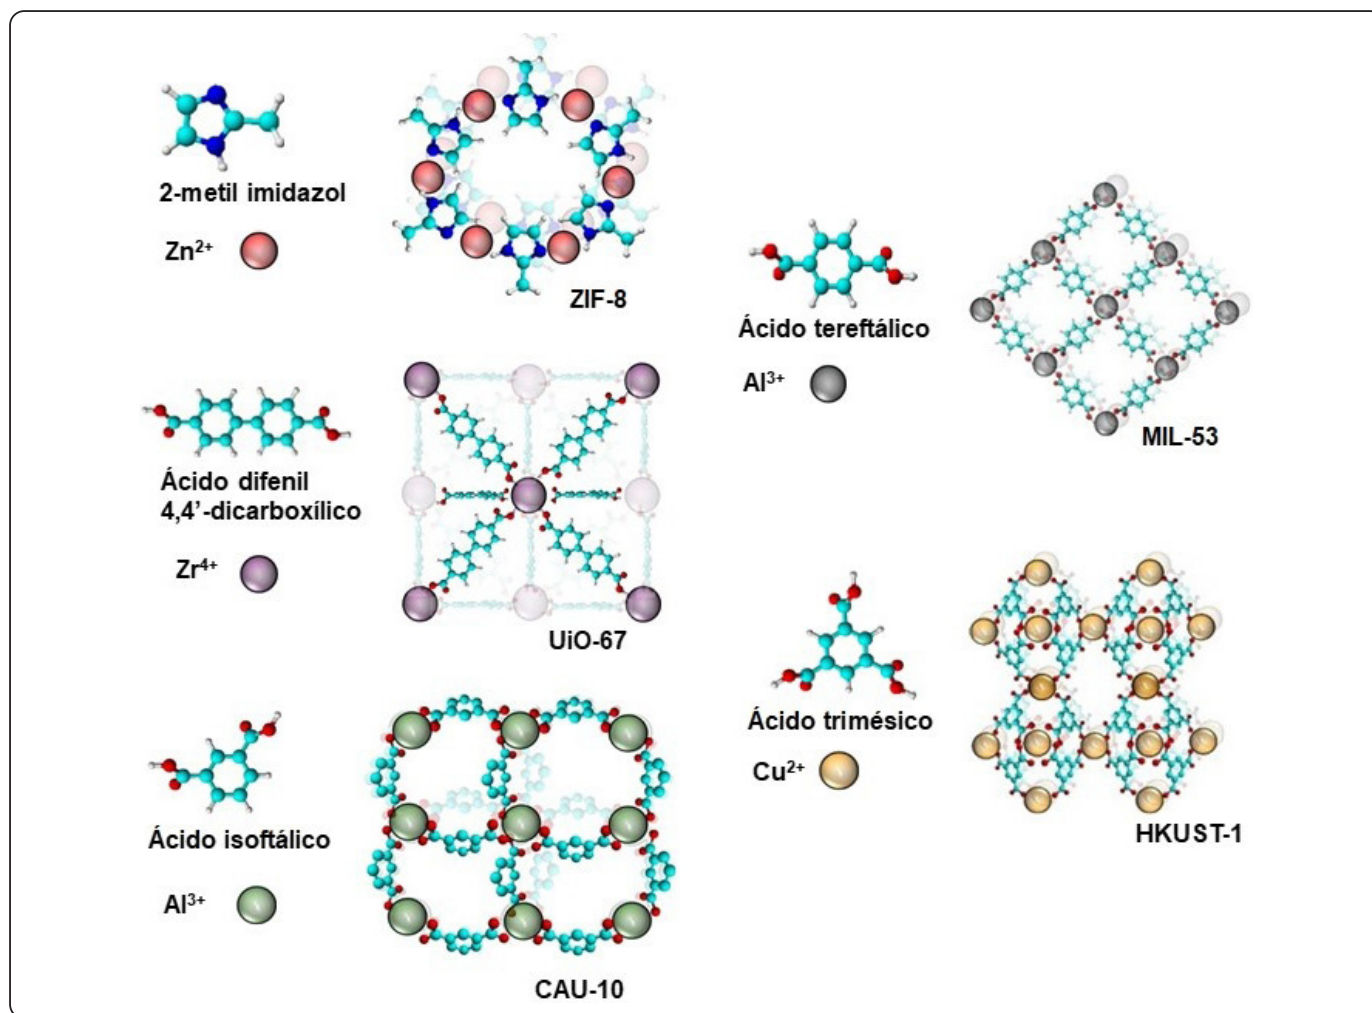 2-metil imidazol
Zn²⁺
ZIF-8
Ácido difenil
4,4’-dicarboxílico
Zr⁴⁺
UiO-67
Ácido isoftálico
Al³⁺
CAU-10
Ácido tereftálico
Al³⁺
MIL-53
Ácido trimésico
Cu²⁺
HKUST-1